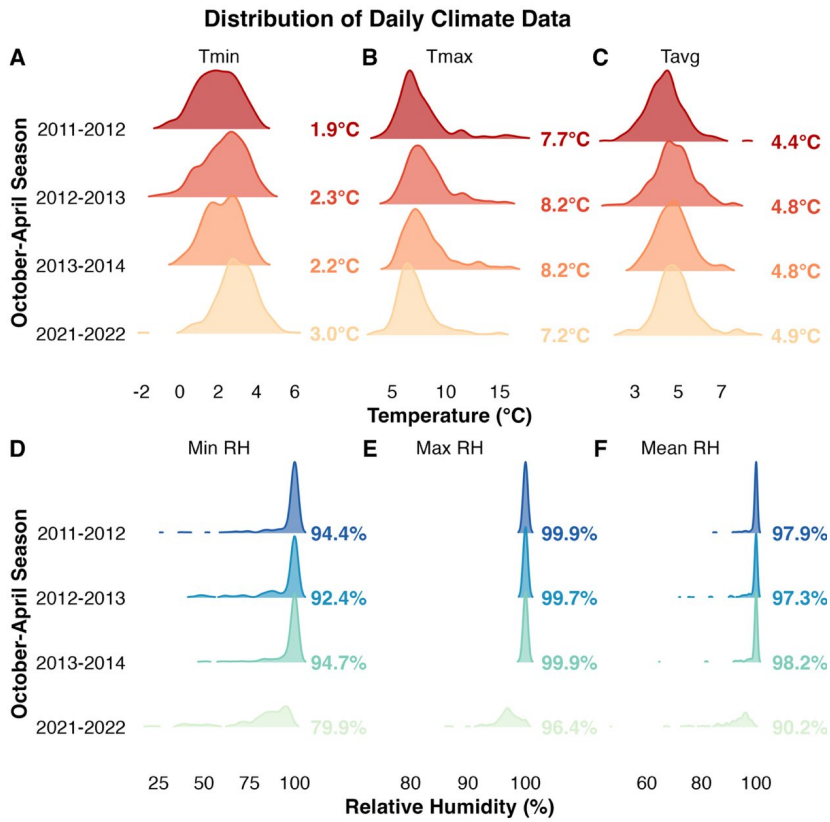 Distribution of Daily Climate Data
A Tmin B Tmax C Tavg
October-April Season
2011-2012 1.9°C 7.7°C 4.4°C
2012-2013 2.3°C 8.2°C 4.8°C
2013-2014 2.2°C 8.2°C 4.8°C
2021-2022 3.0°C 7.2°C 4.9°C
-2 0 2 4 6 5 10 15 3 5 7
Temperature (°C)
D Min RH E Max RH F Mean RH
October-April Season
2011-2012 94.4% 99.9% 97.9%
2012-2013 92.4% 99.7% 97.3%
2013-2014 94.7% 99.9% 98.2%
2021-2022 79.9% 96.4% 90.2%
25 50 75 100 80 90 100 60 80 100
Relative Humidity (%)